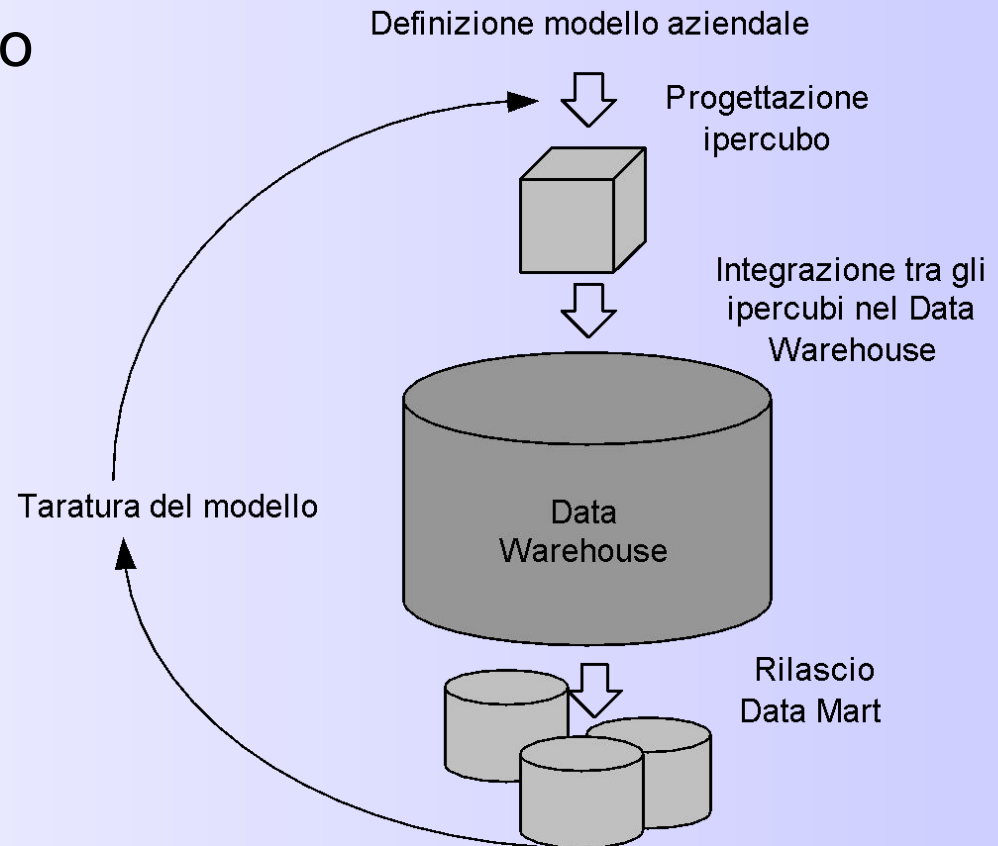 o
Definizione modello aziendale
Progettazione
ipercubo
Integrazione tra gli
ipercubi nel Data
Warehouse
Taratura del modello
Data
Warehouse
Rilascio
Data Mart